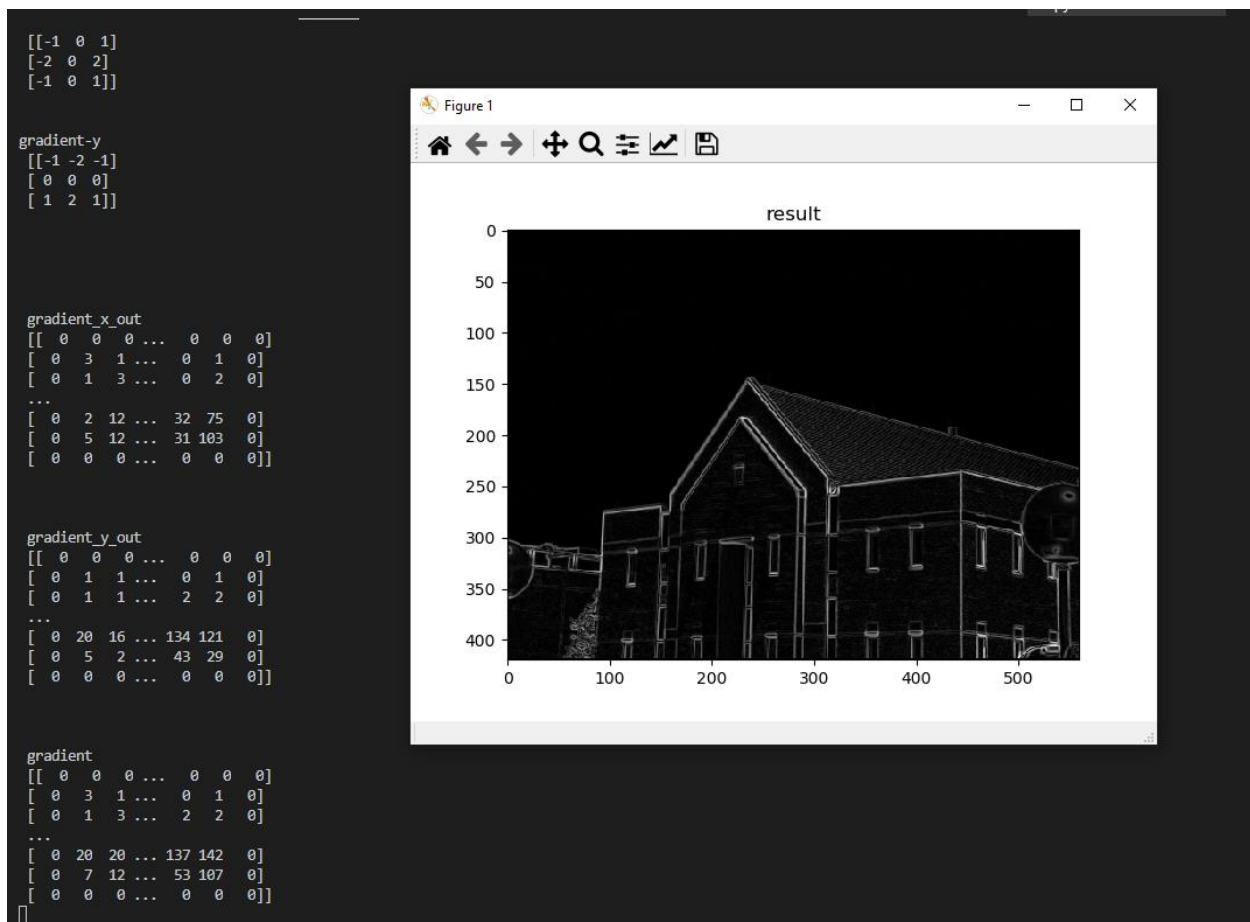 [[-1 0 1]
[-2 0 2]
[-1 0 1]]
gradient-y
[[-1 -2 -1]
[ 0 0 0]
[ 1 2 1]]
gradient_x_out
[[ 0 0 0 ... 0 0 0]
[ 0 3 1 ... 0 1 0]
[ 0 1 3 ... 0 2 0]
...
[ 0 2 12 ... 32 75 0]
[ 0 5 12 ... 31 103 0]
[ 0 0 0 ... 0 0 0]]
gradient_y_out
[[ 0 0 0 ... 0 0 0]
[ 0 1 1 ... 0 1 0]
[ 0 1 1 ... 2 2 0]
...
[ 0 20 16 ... 134 121 0]
[ 0 5 2 ... 43 29 0]
[ 0 0 0 ... 0 0 0]]
gradient
[[ 0 0 0 ... 0 0 0]
[ 0 3 1 ... 0 1 0]
[ 0 1 3 ... 2 2 0]
...
[ 0 20 20 ... 137 142 0]
[ 0 7 12 ... 53 107 0]
[ 0 0 0 ... 0 0 0]]
Figure 1
result
0
50
100
150
200
250
300
350
400
0 100 200 300 400 500